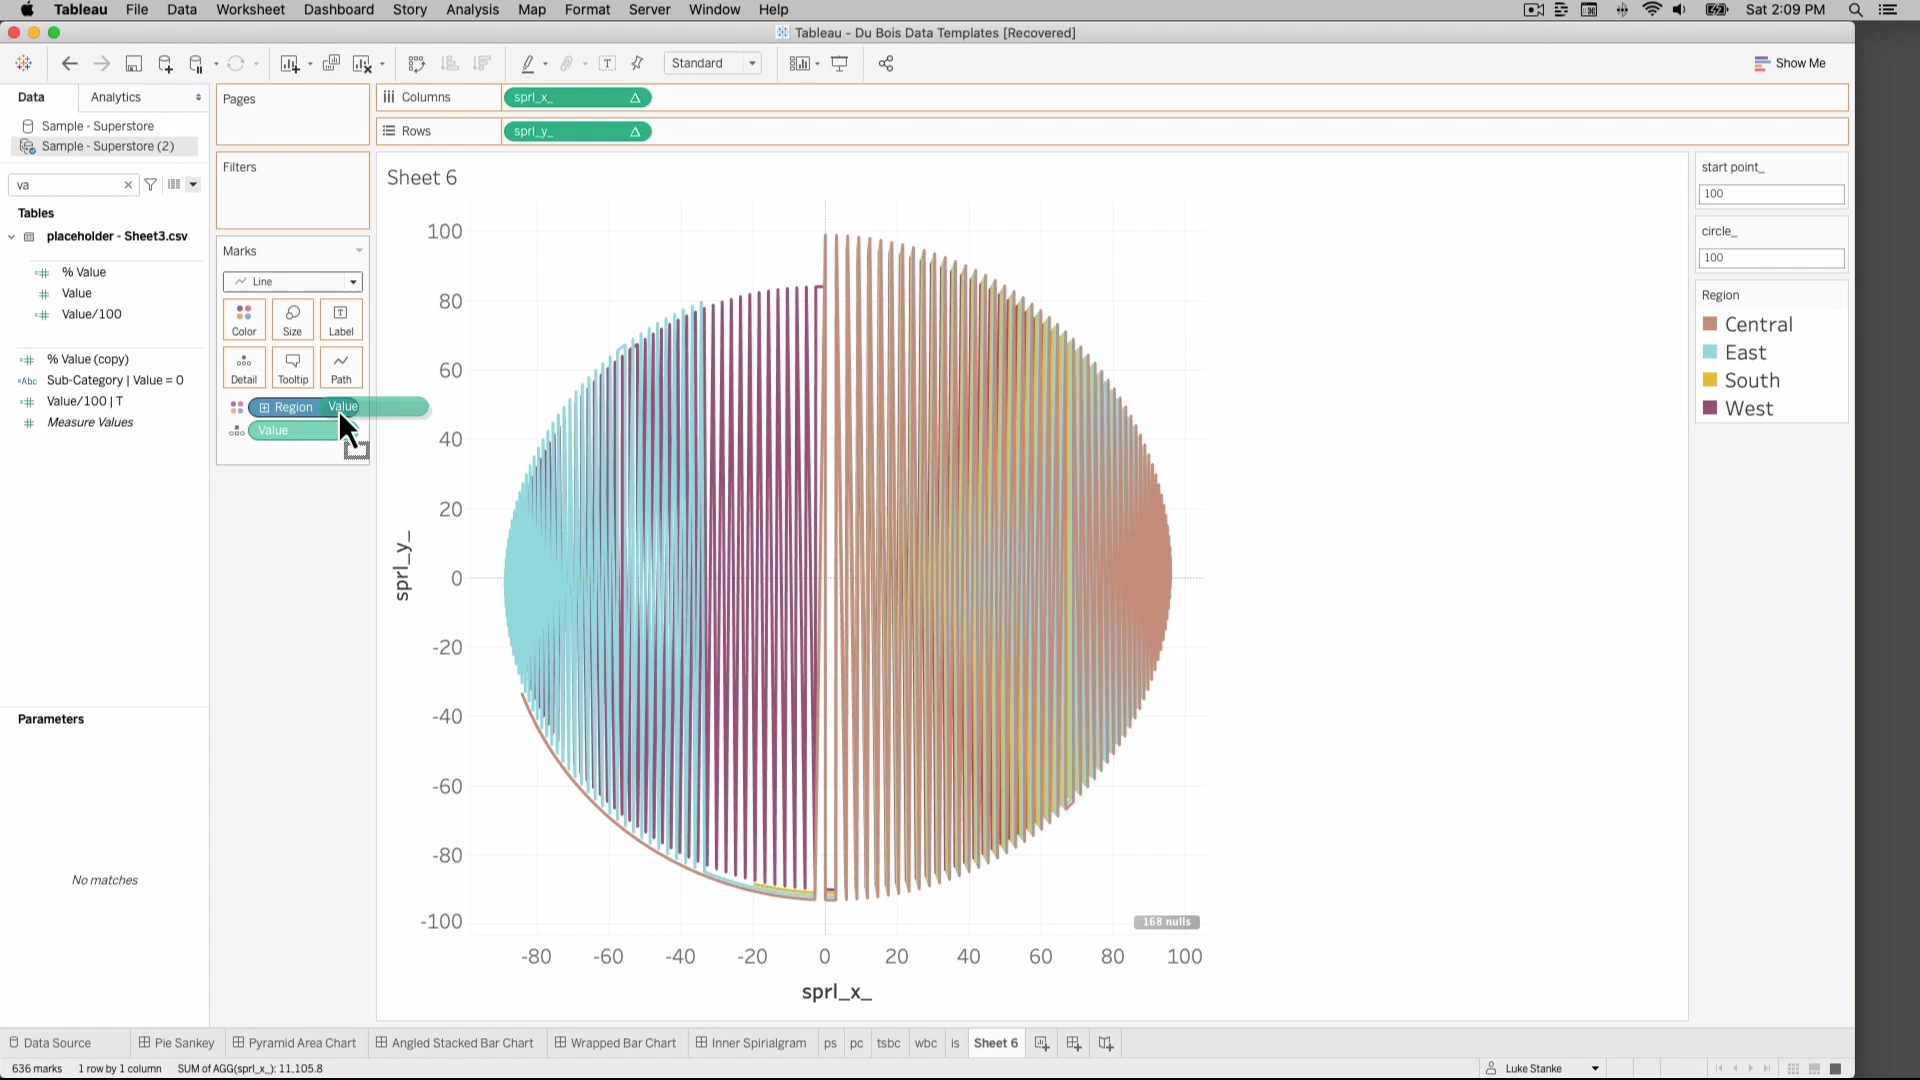 Tableau File Data Worksheet Dashboard Story Analysis Map Format Server Window Help Sat 2:09 PM
Tableau - Du Bois Data Templates [Recovered]
Standard
Show Me
Data Analytics
Pages
Columns
sprl_x_
Rows
sprl_y_
Sample - Superstore
Sample - Superstore (2)
va
Tables
placeholder - Sheet3.csv
% Value
Value
Value/100
% Value (copy)
Sub-Category | Value = 0
Value/100 | T
Measure Values
Parameters
No matches
Filters
Marks
Line
Color Size Label
Detail Tooltip Path
Region Value
Value
Sheet 6
100
80
60
40
20
0
-20
-40
-60
-80
-100
sprl_y_
-80 -60 -40 -20 0 20 40 60 80 100
sprl_x_
168 nulls
start point_
100
circle_
100
Region
Central
East
South
West
Data Source Pie Sankey Pyramid Area Chart Angled Stacked Bar Chart Wrapped Bar Chart Inner Spirialgram ps pc tsbc wbc is Sheet 6
636 marks 1 row by 1 column SUM of AGG(sprl_x_): 11,105.8 Luke Stanke